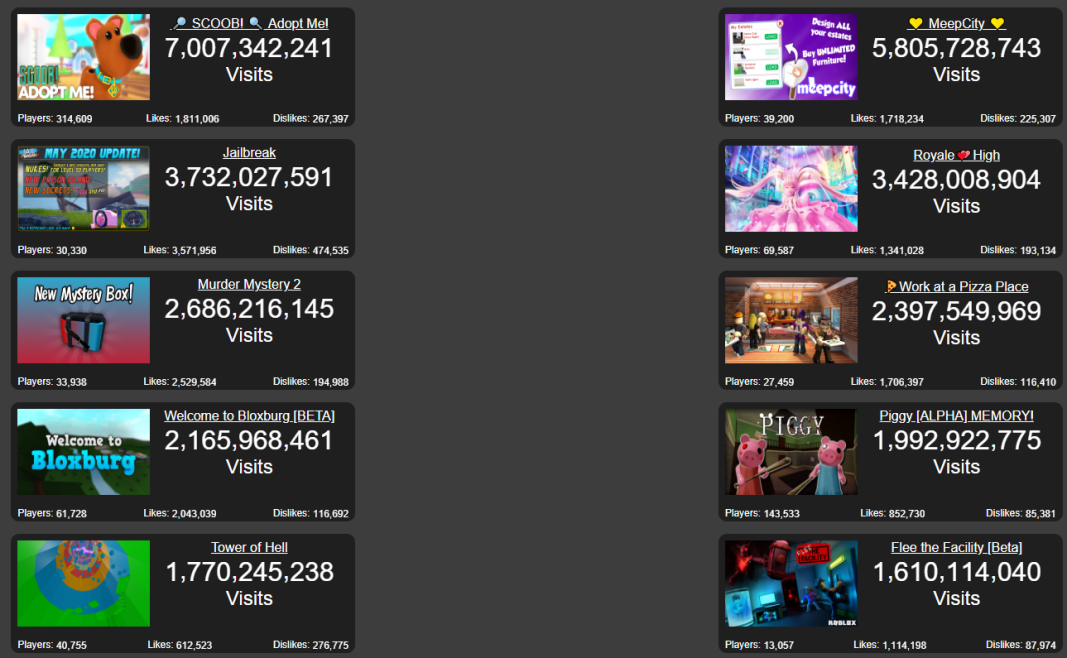 🔎 SCOOB! 🔍 Adopt Me!
7,007,342,241
Visits
SCOOB!
ADOPT ME!
Players: 314,609 Likes: 1,811,006 Dislikes: 267,397
💛 MeepCity 💛
5,805,728,743
Visits
Design ALL
your estates
My Estates
Buy UNLIMITED
Furniture!
meepcity
Players: 39,200 Likes: 1,718,234 Dislikes: 225,307
Jailbreak
3,732,027,591
Visits
MAY 2020 UPDATE!
Players: 30,330 Likes: 3,571,956 Dislikes: 474,535
Royale 💘 High
3,428,008,904
Visits
Players: 69,587 Likes: 1,341,028 Dislikes: 193,134
Murder Mystery 2
2,686,216,145
Visits
New Mystery Box!
Players: 33,938 Likes: 2,529,584 Dislikes: 194,988
🍕 Work at a Pizza Place
2,397,549,969
Visits
Players: 27,459 Likes: 1,706,397 Dislikes: 116,410
Welcome to Bloxburg [BETA]
2,165,968,461
Visits
Welcome to
Bloxburg
Players: 61,728 Likes: 2,043,039 Dislikes: 116,692
Piggy [ALPHA] MEMORY!
1,992,922,775
Visits
PIGGY
Players: 143,533 Likes: 852,730 Dislikes: 85,381
Tower of Hell
1,770,245,238
Visits
Players: 40,755 Likes: 612,523 Dislikes: 276,775
Flee the Facility [Beta]
1,610,114,040
Visits
FLEE THE
FACILITY
ROBLOX
Players: 13,057 Likes: 1,114,198 Dislikes: 87,974